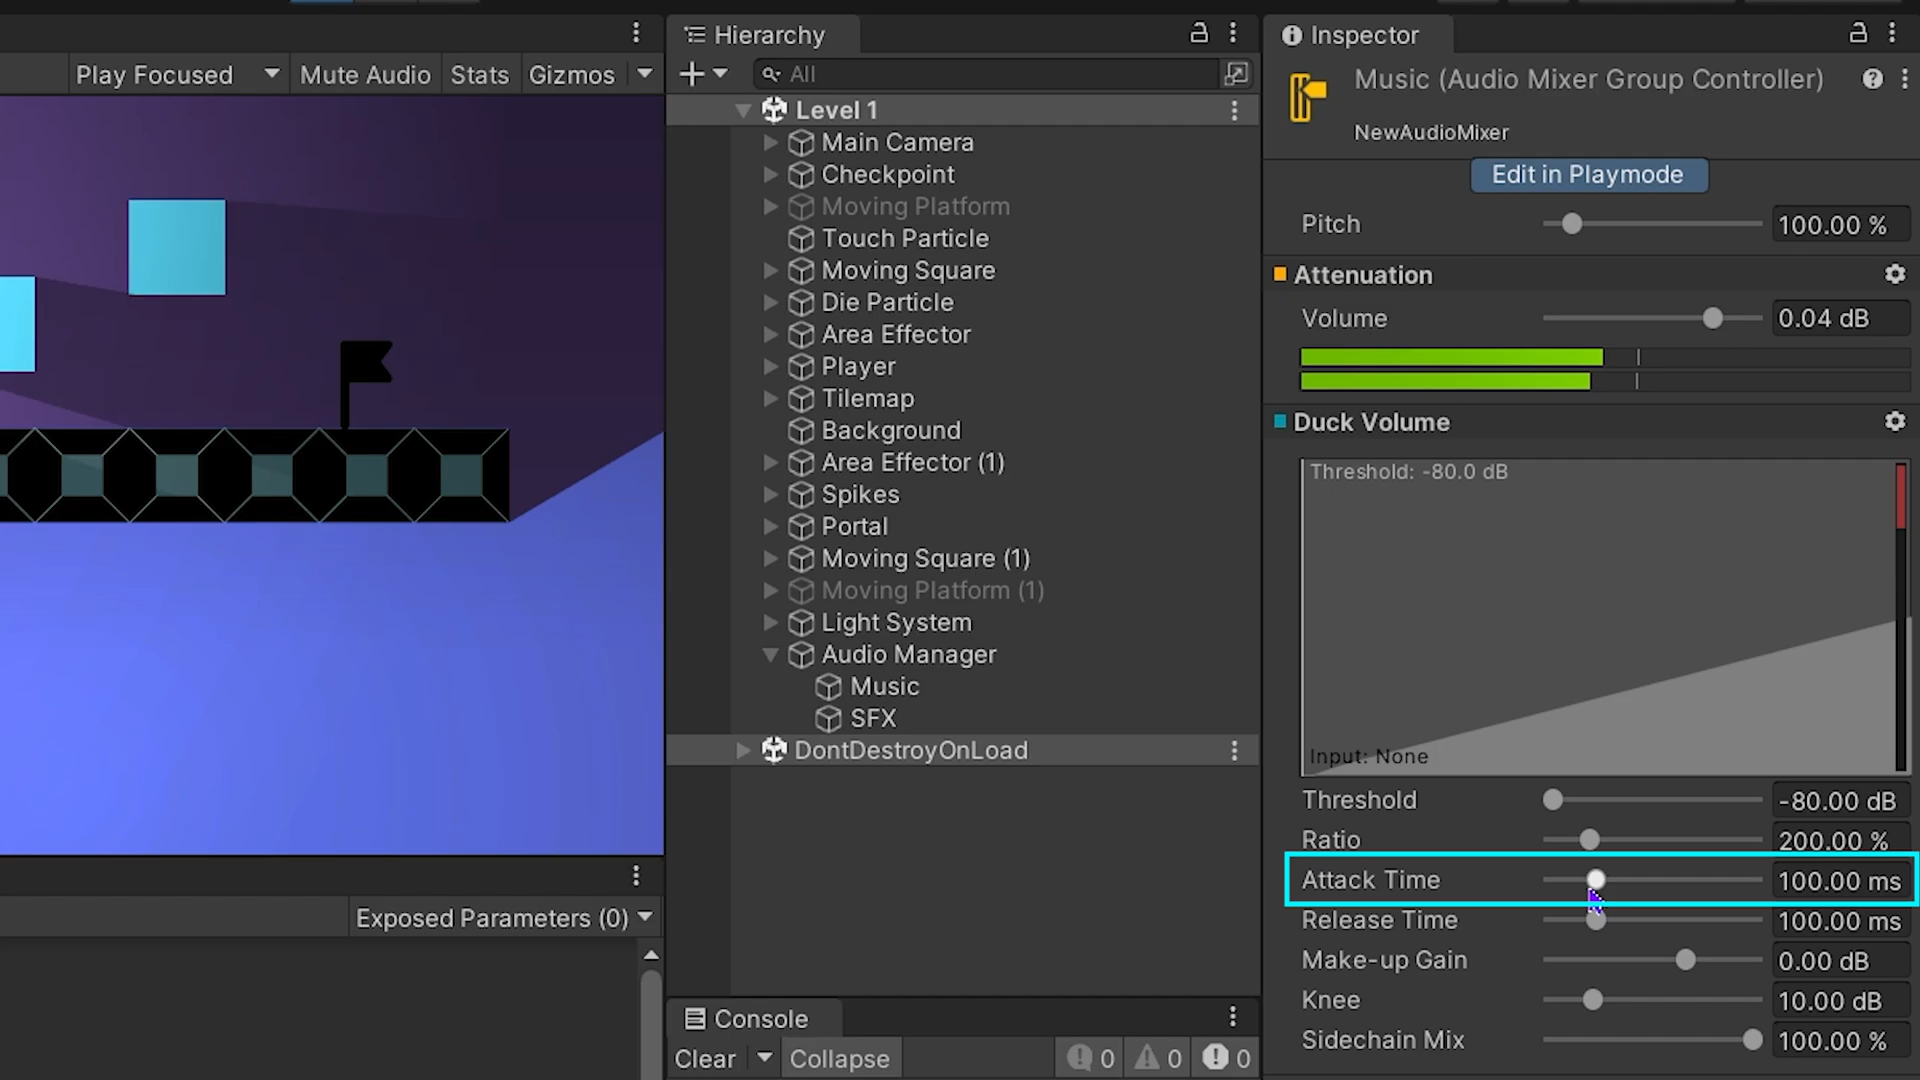 Play Focused
Mute Audio
Stats
Gizmos
Exposed Parameters (0)
Hierarchy
All
Level 1
Main Camera
Checkpoint
Moving Platform
Touch Particle
Moving Square
Die Particle
Area Effector
Player
Tilemap
Background
Area Effector (1)
Spikes
Portal
Moving Square (1)
Moving Platform (1)
Light System
Audio Manager
Music
SFX
DontDestroyOnLoad
Console
Clear
Collapse
0
0
0
Inspector
Music (Audio Mixer Group Controller)
NewAudioMixer
Edit in Playmode
Pitch 100.00 %
Attenuation
Volume 0.04 dB
Duck Volume
Threshold: -80.0 dB
Input: None
Threshold -80.00 dB
Ratio 200.00 %
Attack Time 100.00 ms
Release Time 100.00 ms
Make-up Gain 0.00 dB
Knee 10.00 dB
Sidechain Mix 100.00 %